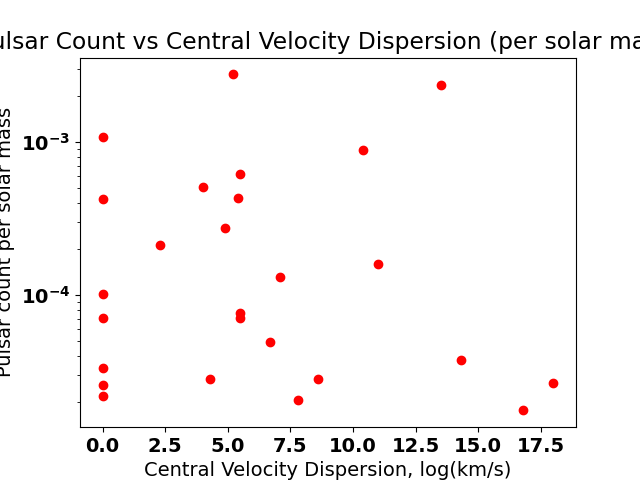 ulsar Count vs Central Velocity Dispersion (per solar ma
Pulsar count per solar mass
10⁻³
10⁻⁴
0.0 2.5 5.0 7.5 10.0 12.5 15.0 17.5
Central Velocity Dispersion, log(km/s)